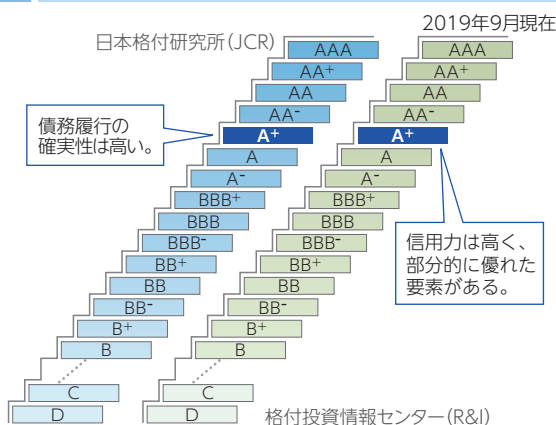 2019年9月現在
日本格付研究所(JCR)
AAA
AA+
AA
AA-
A+
A
A-
BBB+
BBB
BBB-
BB+
BB
BB-
B+
B
C
D
債務履行の
確実性は高い。
AAA
AA+
AA
AA-
A+
A
A-
BBB+
BBB
BBB-
BB+
BB
BB-
B+
B
C
D
信用力は高く、
部分的に優れた
要素がある。
格付投資情報センター(R&I)